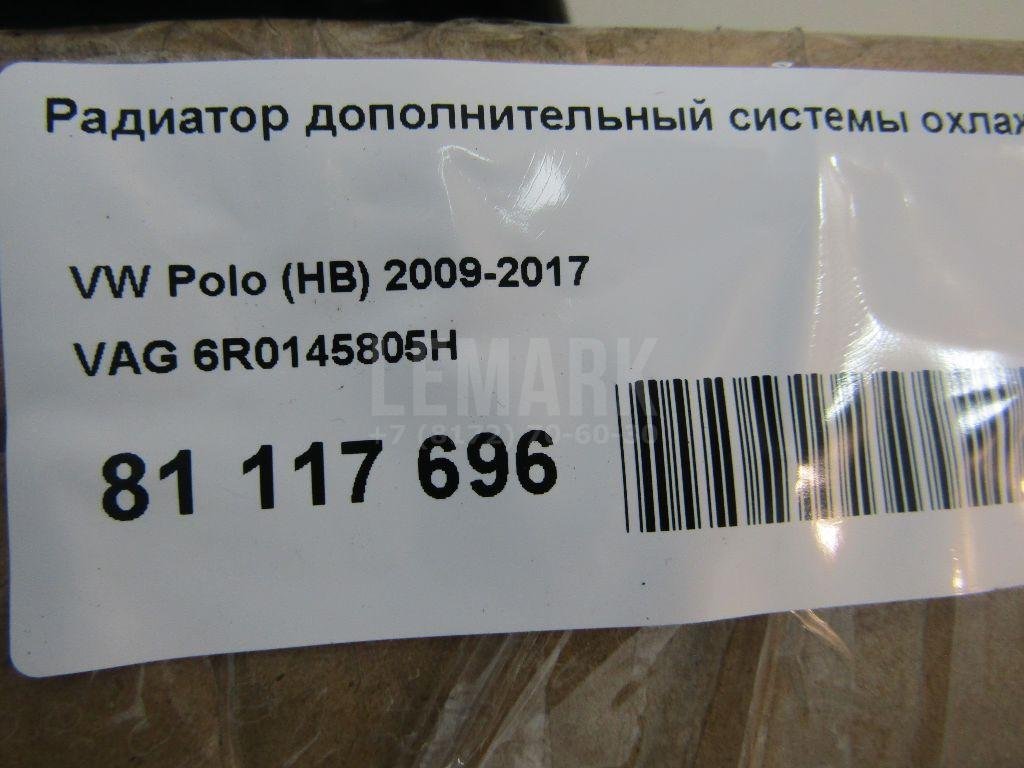 Радиатор дополнительный системы охлаж
VW Polo (HB) 2009-2017
VAG 6R0145805H
LEMARK
81 117 696